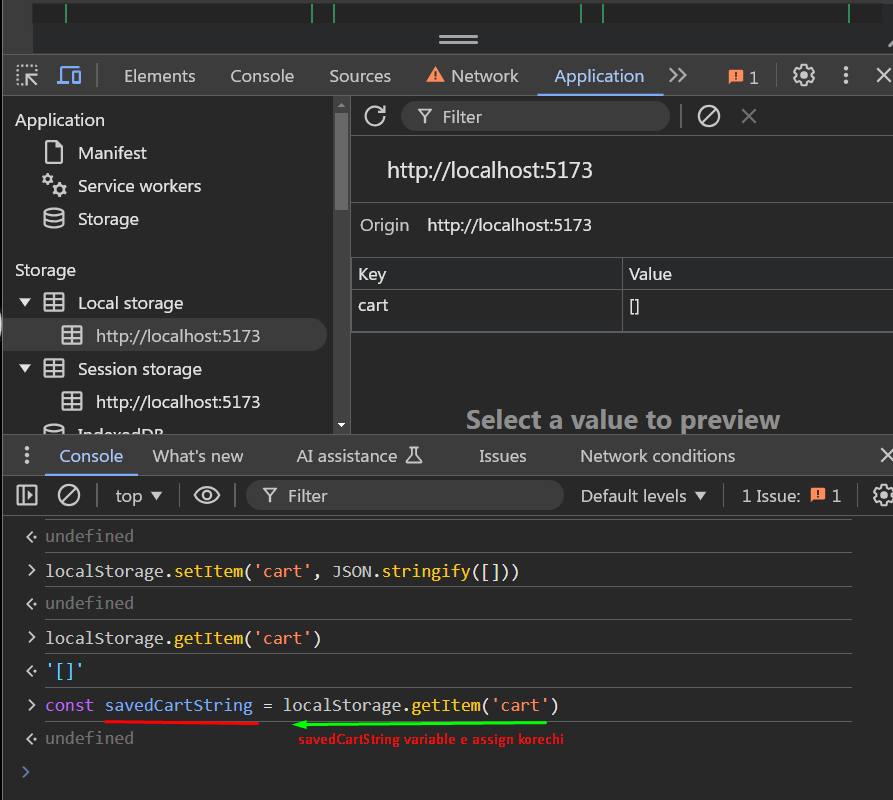 Elements Console Sources Network Application 1
Application
Manifest
Service workers
Storage
Storage
Local storage
http://localhost:5173
Session storage
http://localhost:5173
IndexedDB
Filter
http://localhost:5173
Origin http://localhost:5173
Key Value
cart []
Select a value to preview
Console What's new AI assistance Issues Network conditions
top Filter Default levels 1 Issue: 1
undefined
localStorage.setItem('cart', JSON.stringify([]))
undefined
localStorage.getItem('cart')
'[]'
const savedCartString = localStorage.getItem('cart')
undefined
savedCartString variable e assign korechi